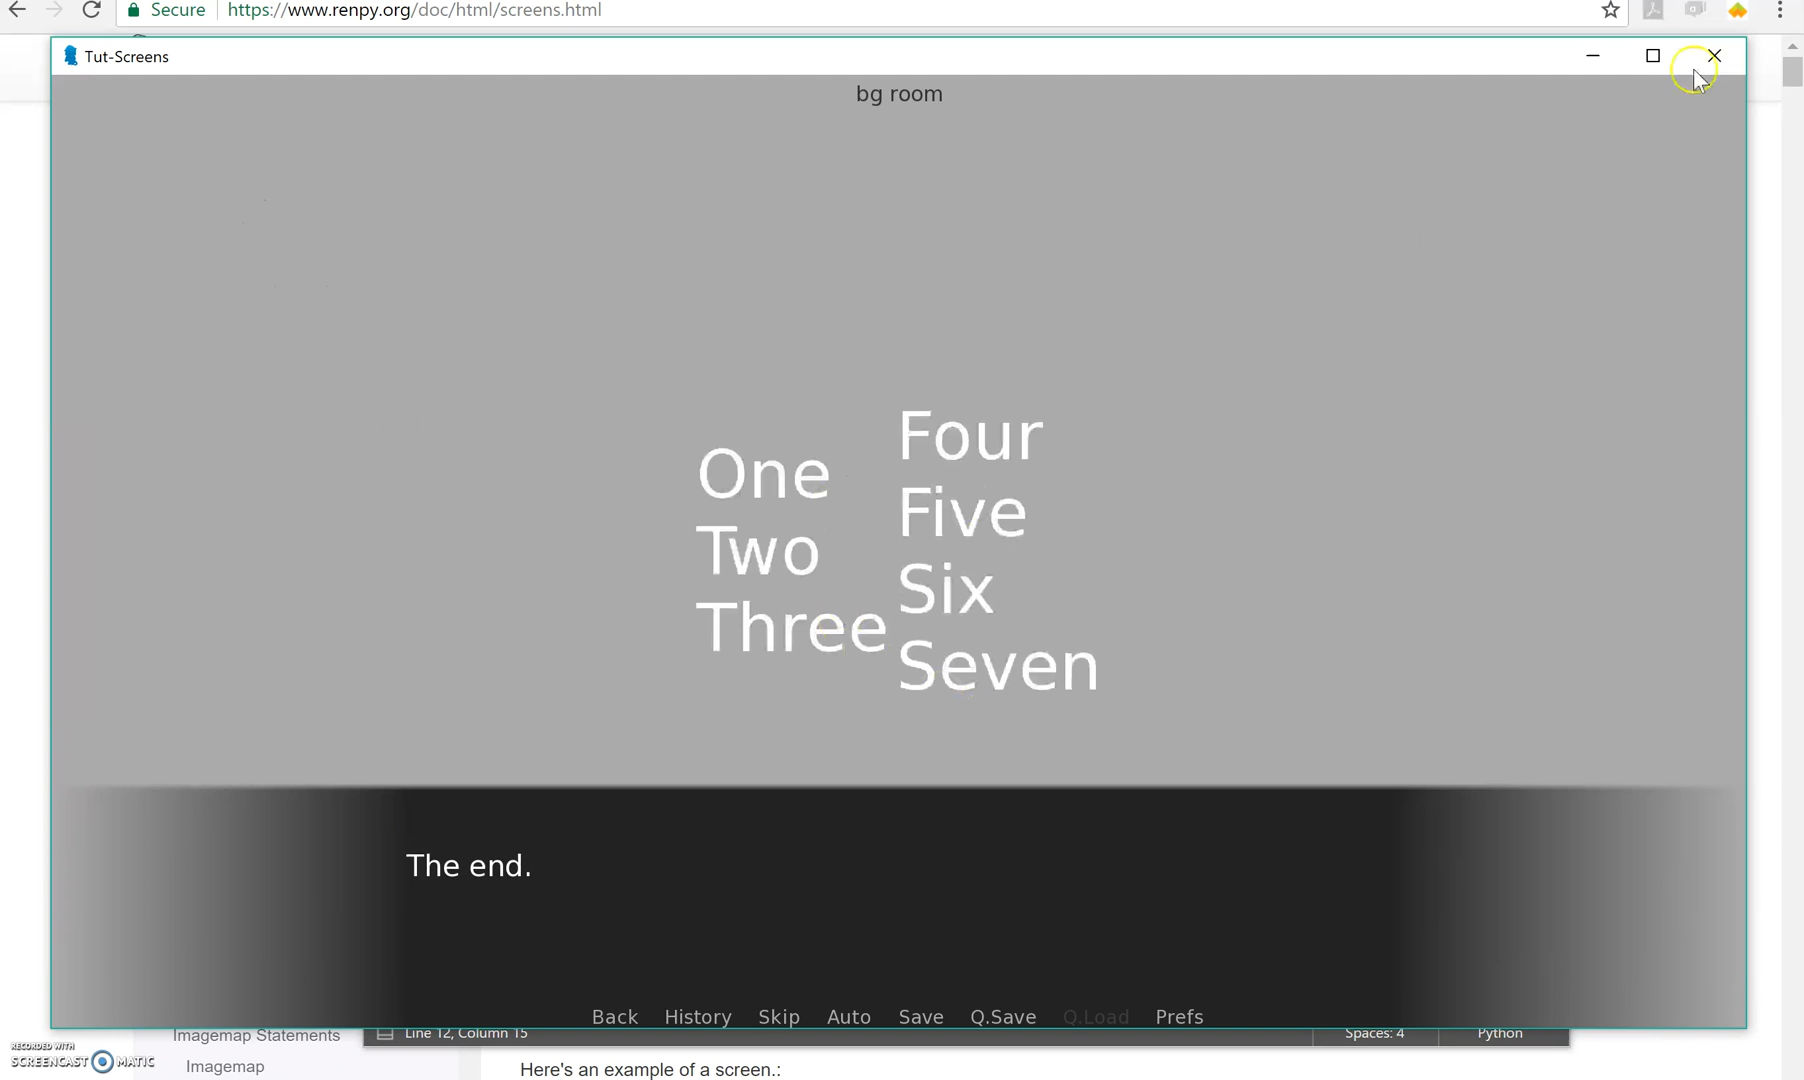 Secure https://www.renpy.org/doc/html/screens.html
Tut-Screens
bg room
One
Two
Three
Four
Five
Six
Seven
The end.
Back History Skip Auto Save Q.Save Q.Load Prefs
Imagemap Statements
Line 12, Column 15 Spaces: 4 Python
Imagemap
Here's an example of a screen.:
RECORDED WITH
SCREENCAST MATIC